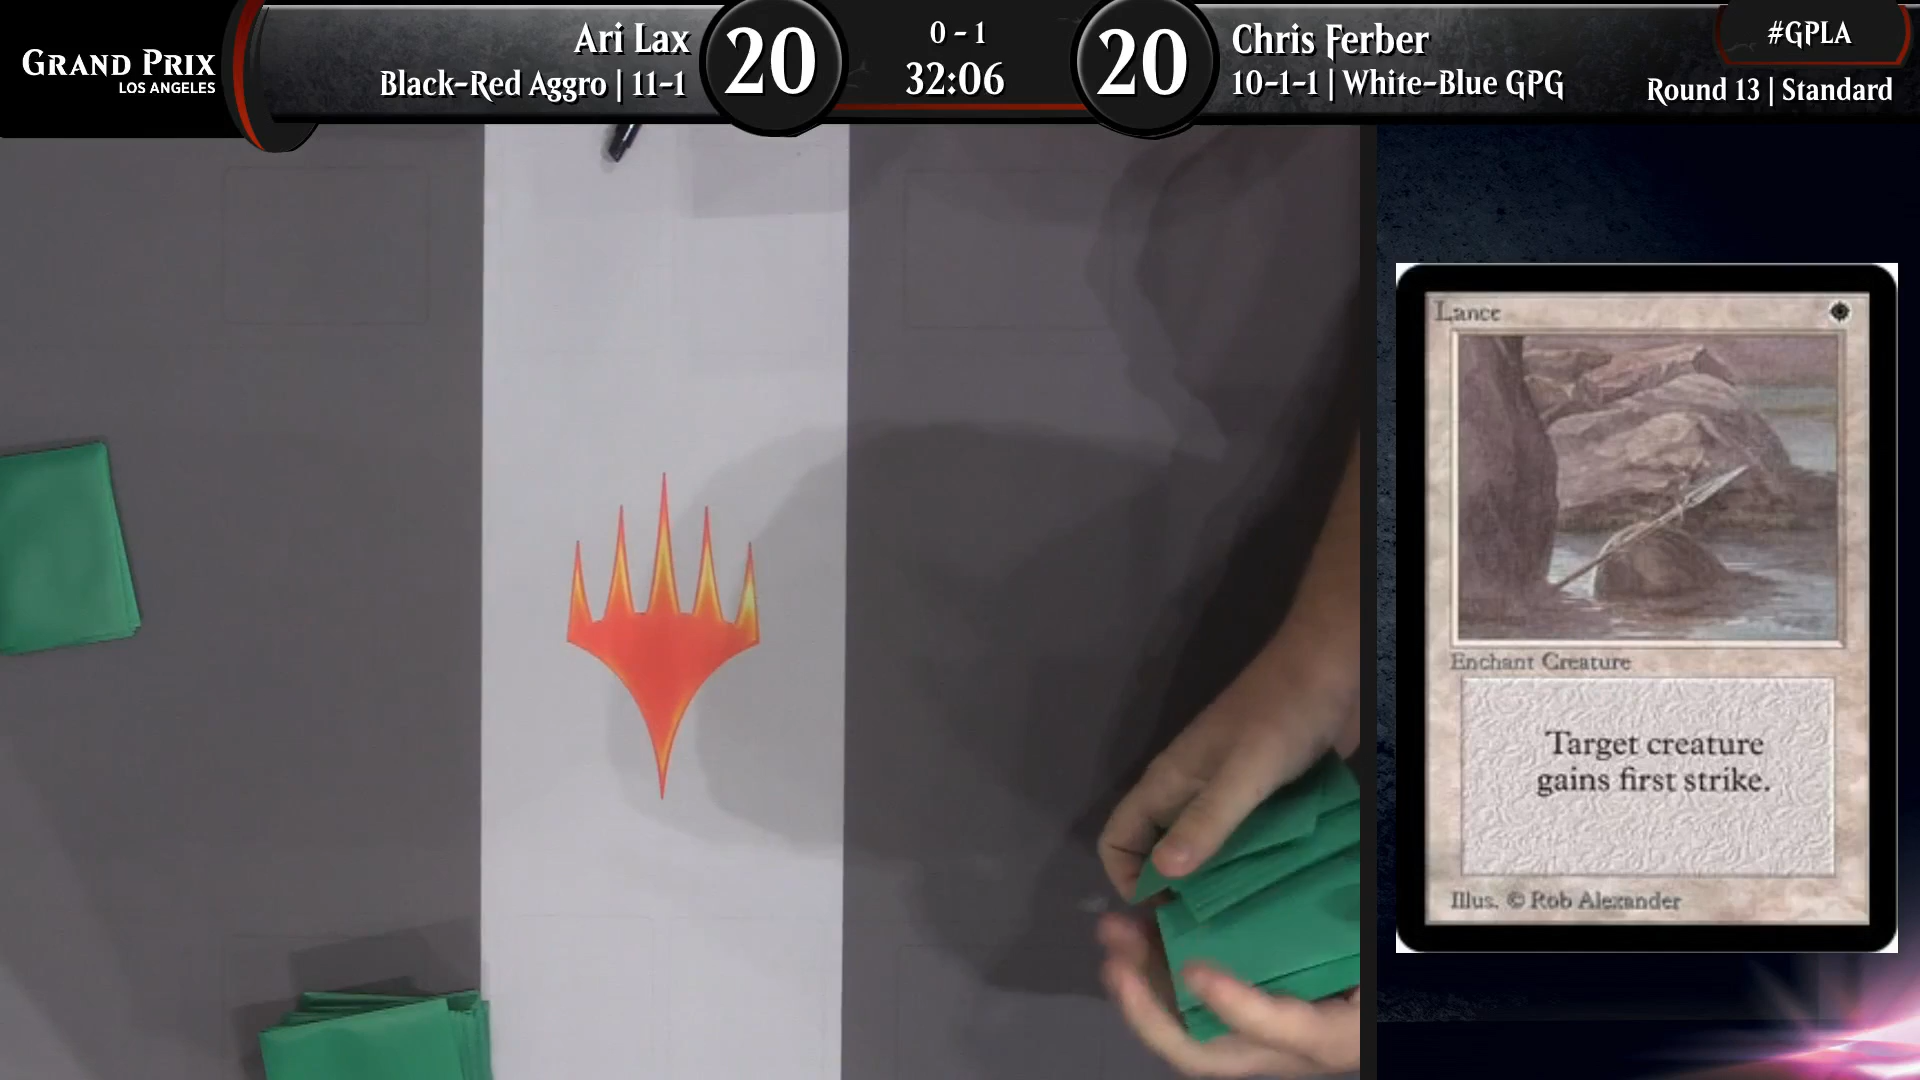 GRAND PRIX
LOS ANGELES
Ari Lax
Black-Red Aggro | 11-1
20
0 - 1
32:06
20
Chris Ferber
10-1-1 | White-Blue GPG
#GPLA
Round 13 | Standard
Lance
Enchant Creature
Target creature
gains first strike.
Illus. © Rob Alexander